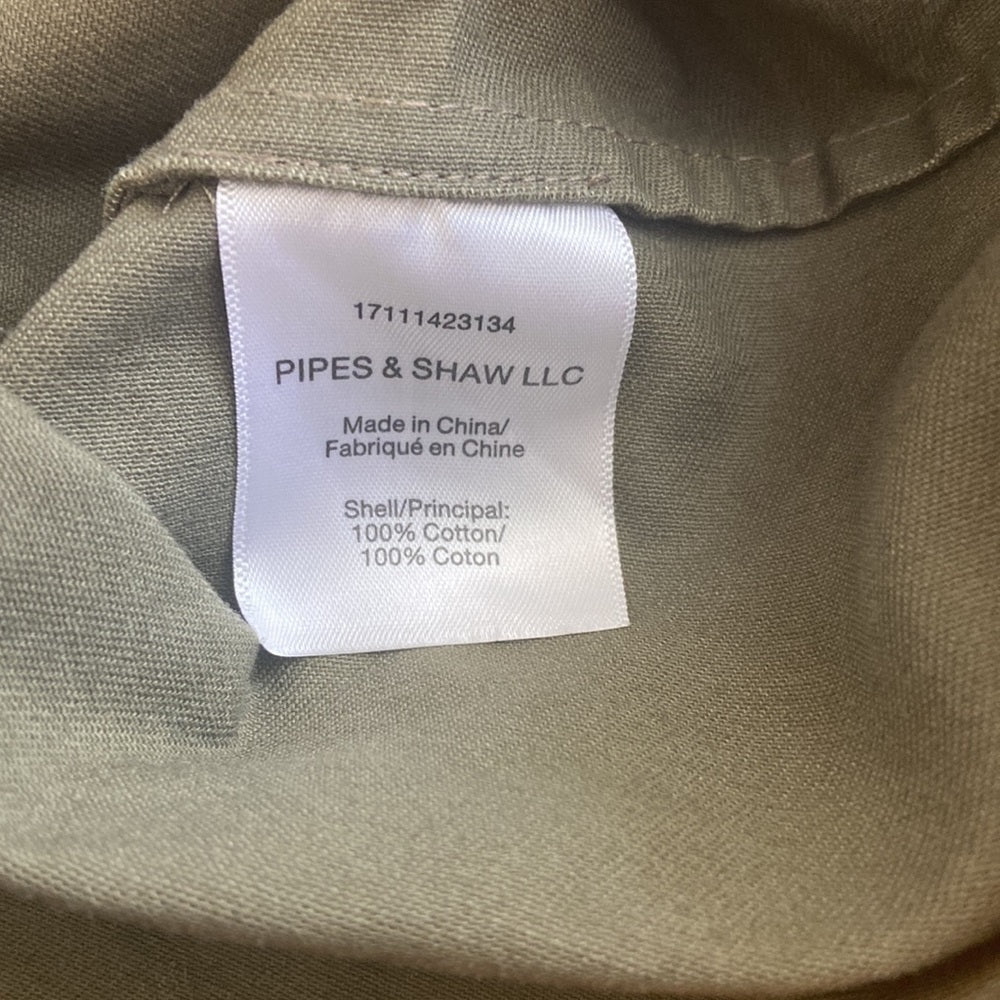 17111423134
PIPES & SHAW LLC
Made in China/
Fabriqué en Chine
Shell/Principal:
100% Cotton/
100% Coton